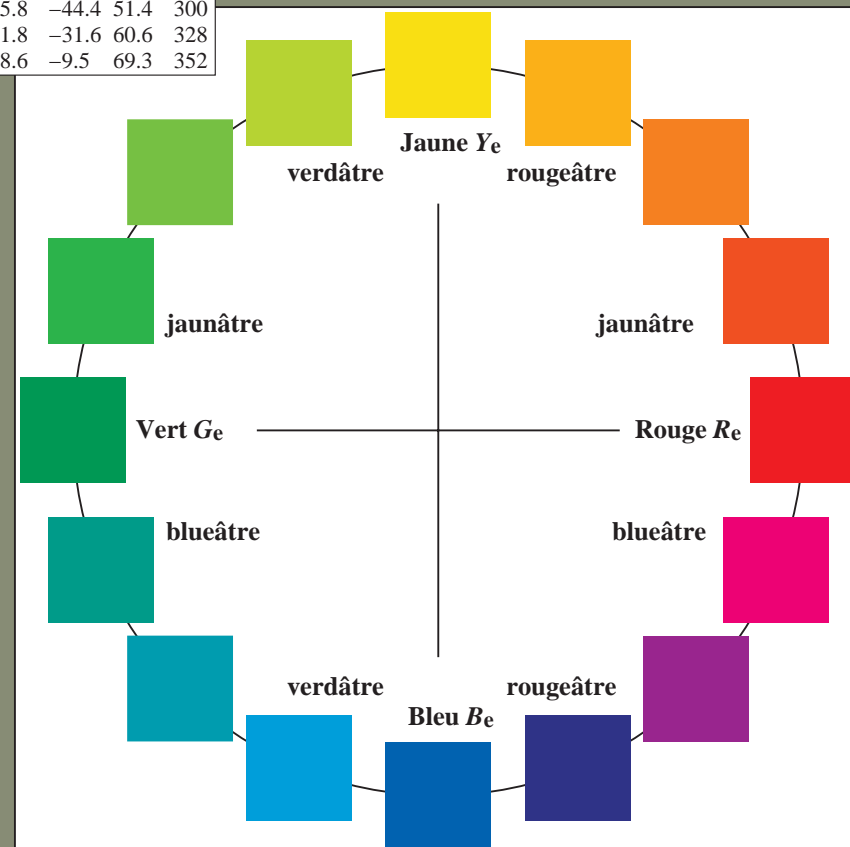 5.8 −44.4 51.4 300
1.8 −31.6 60.6 328
8.6 −9.5 69.3 352
Jaune Ye
verdâtre rougeâtre
jaunâtre jaunâtre
Vert Ge Rouge Re
blueâtre blueâtre
verdâtre rougeâtre
Bleu Be